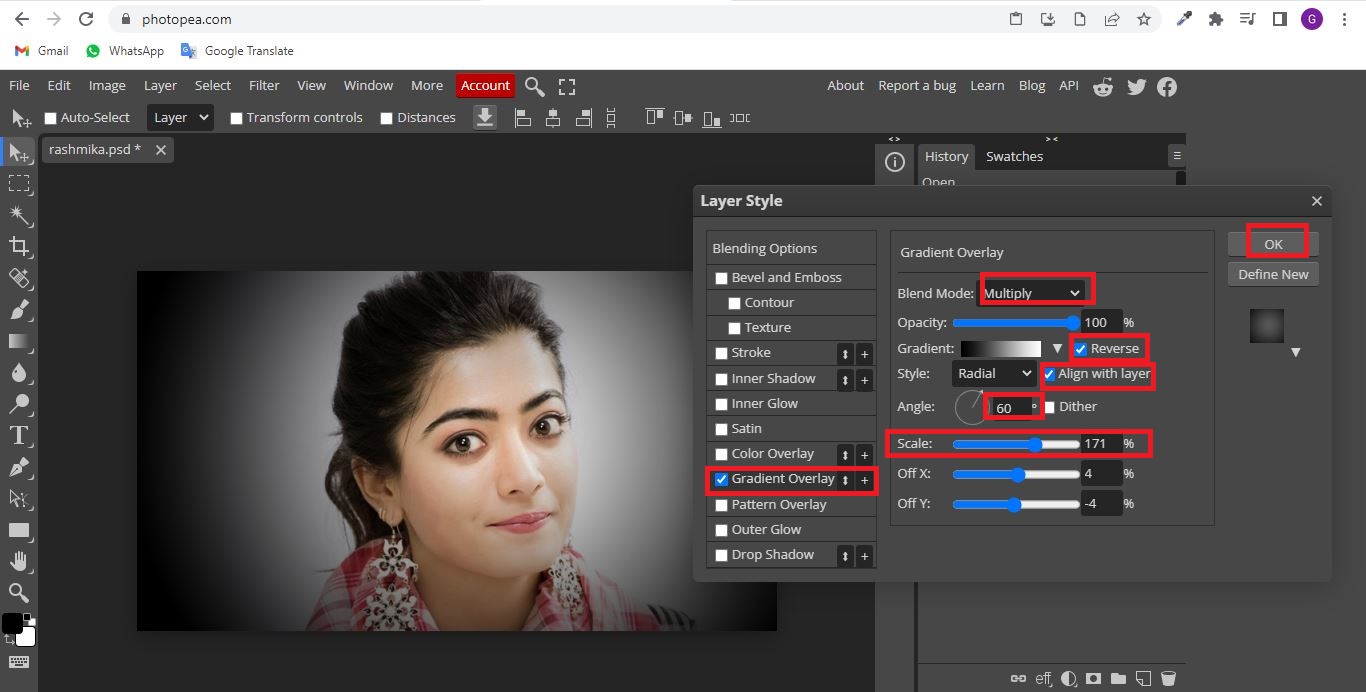 photopea.com
G
Gmail WhatsApp Google Translate
File Edit Image Layer Select Filter View Window More Account About Report a bug Learn Blog API
Auto-Select Layer Transform controls Distances
rashmika.psd *
< > > <
History Swatches
Open
Layer Style
Blending Options
Bevel and Emboss
Contour
Texture
Stroke
Inner Shadow
Inner Glow
Satin
Color Overlay
Gradient Overlay
Pattern Overlay
Outer Glow
Drop Shadow
Gradient Overlay
Blend Mode: Multiply
Opacity: 100 %
Gradient: Reverse
Style: Radial Align with layer
Angle: 60 ° Dither
Scale: 171 %
Off X: 4 %
Off Y: -4 %
OK
Define New
T
eff